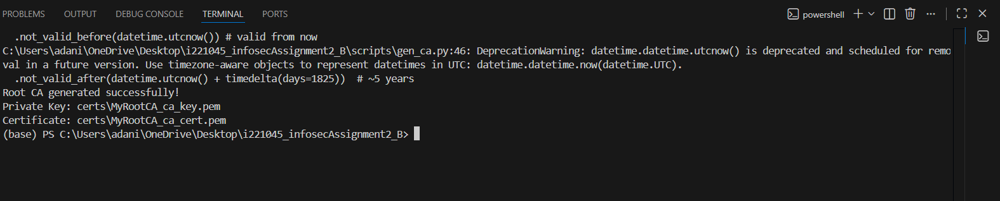 PROBLEMS OUTPUT DEBUG CONSOLE TERMINAL PORTS powershell
.not_valid_before(datetime.utcnow()) # valid from now
C:\Users\adani\OneDrive\Desktop\i221045_infosecAssignment2_B\scripts\gen_ca.py:46: DeprecationWarning: datetime.datetime.utcnow() is deprecated and scheduled for remo
val in a future version. Use timezone-aware objects to represent datetimes in UTC: datetime.datetime.now(datetime.UTC).
.not_valid_after(datetime.utcnow() + timedelta(days=1825))  # ~5 years
Root CA generated successfully!
Private Key: certs\MyRootCA_ca_key.pem
Certificate: certs\MyRootCA_ca_cert.pem
(base) PS C:\Users\adani\OneDrive\Desktop\i221045_infosecAssignment2_B>